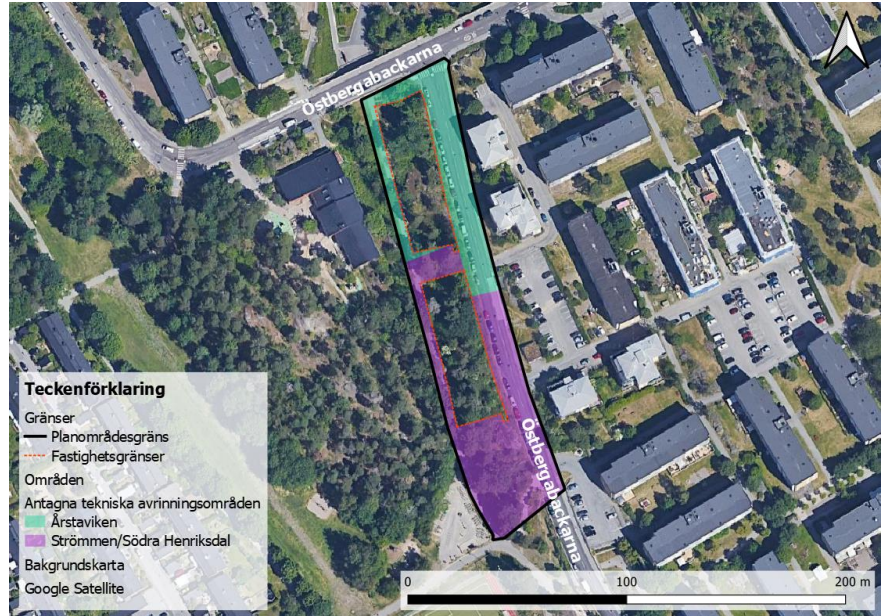 Östbergabackarna
Östbergabackarna
Teckenförklaring
Gränser
Planområdesgräns
Fastighetsgränser
Områden
Antagna tekniska avrinningsområden
Årstaviken
Strömmen/Södra Henriksdal
Bakgrundskarta
Google Satellite
0 100 200 m